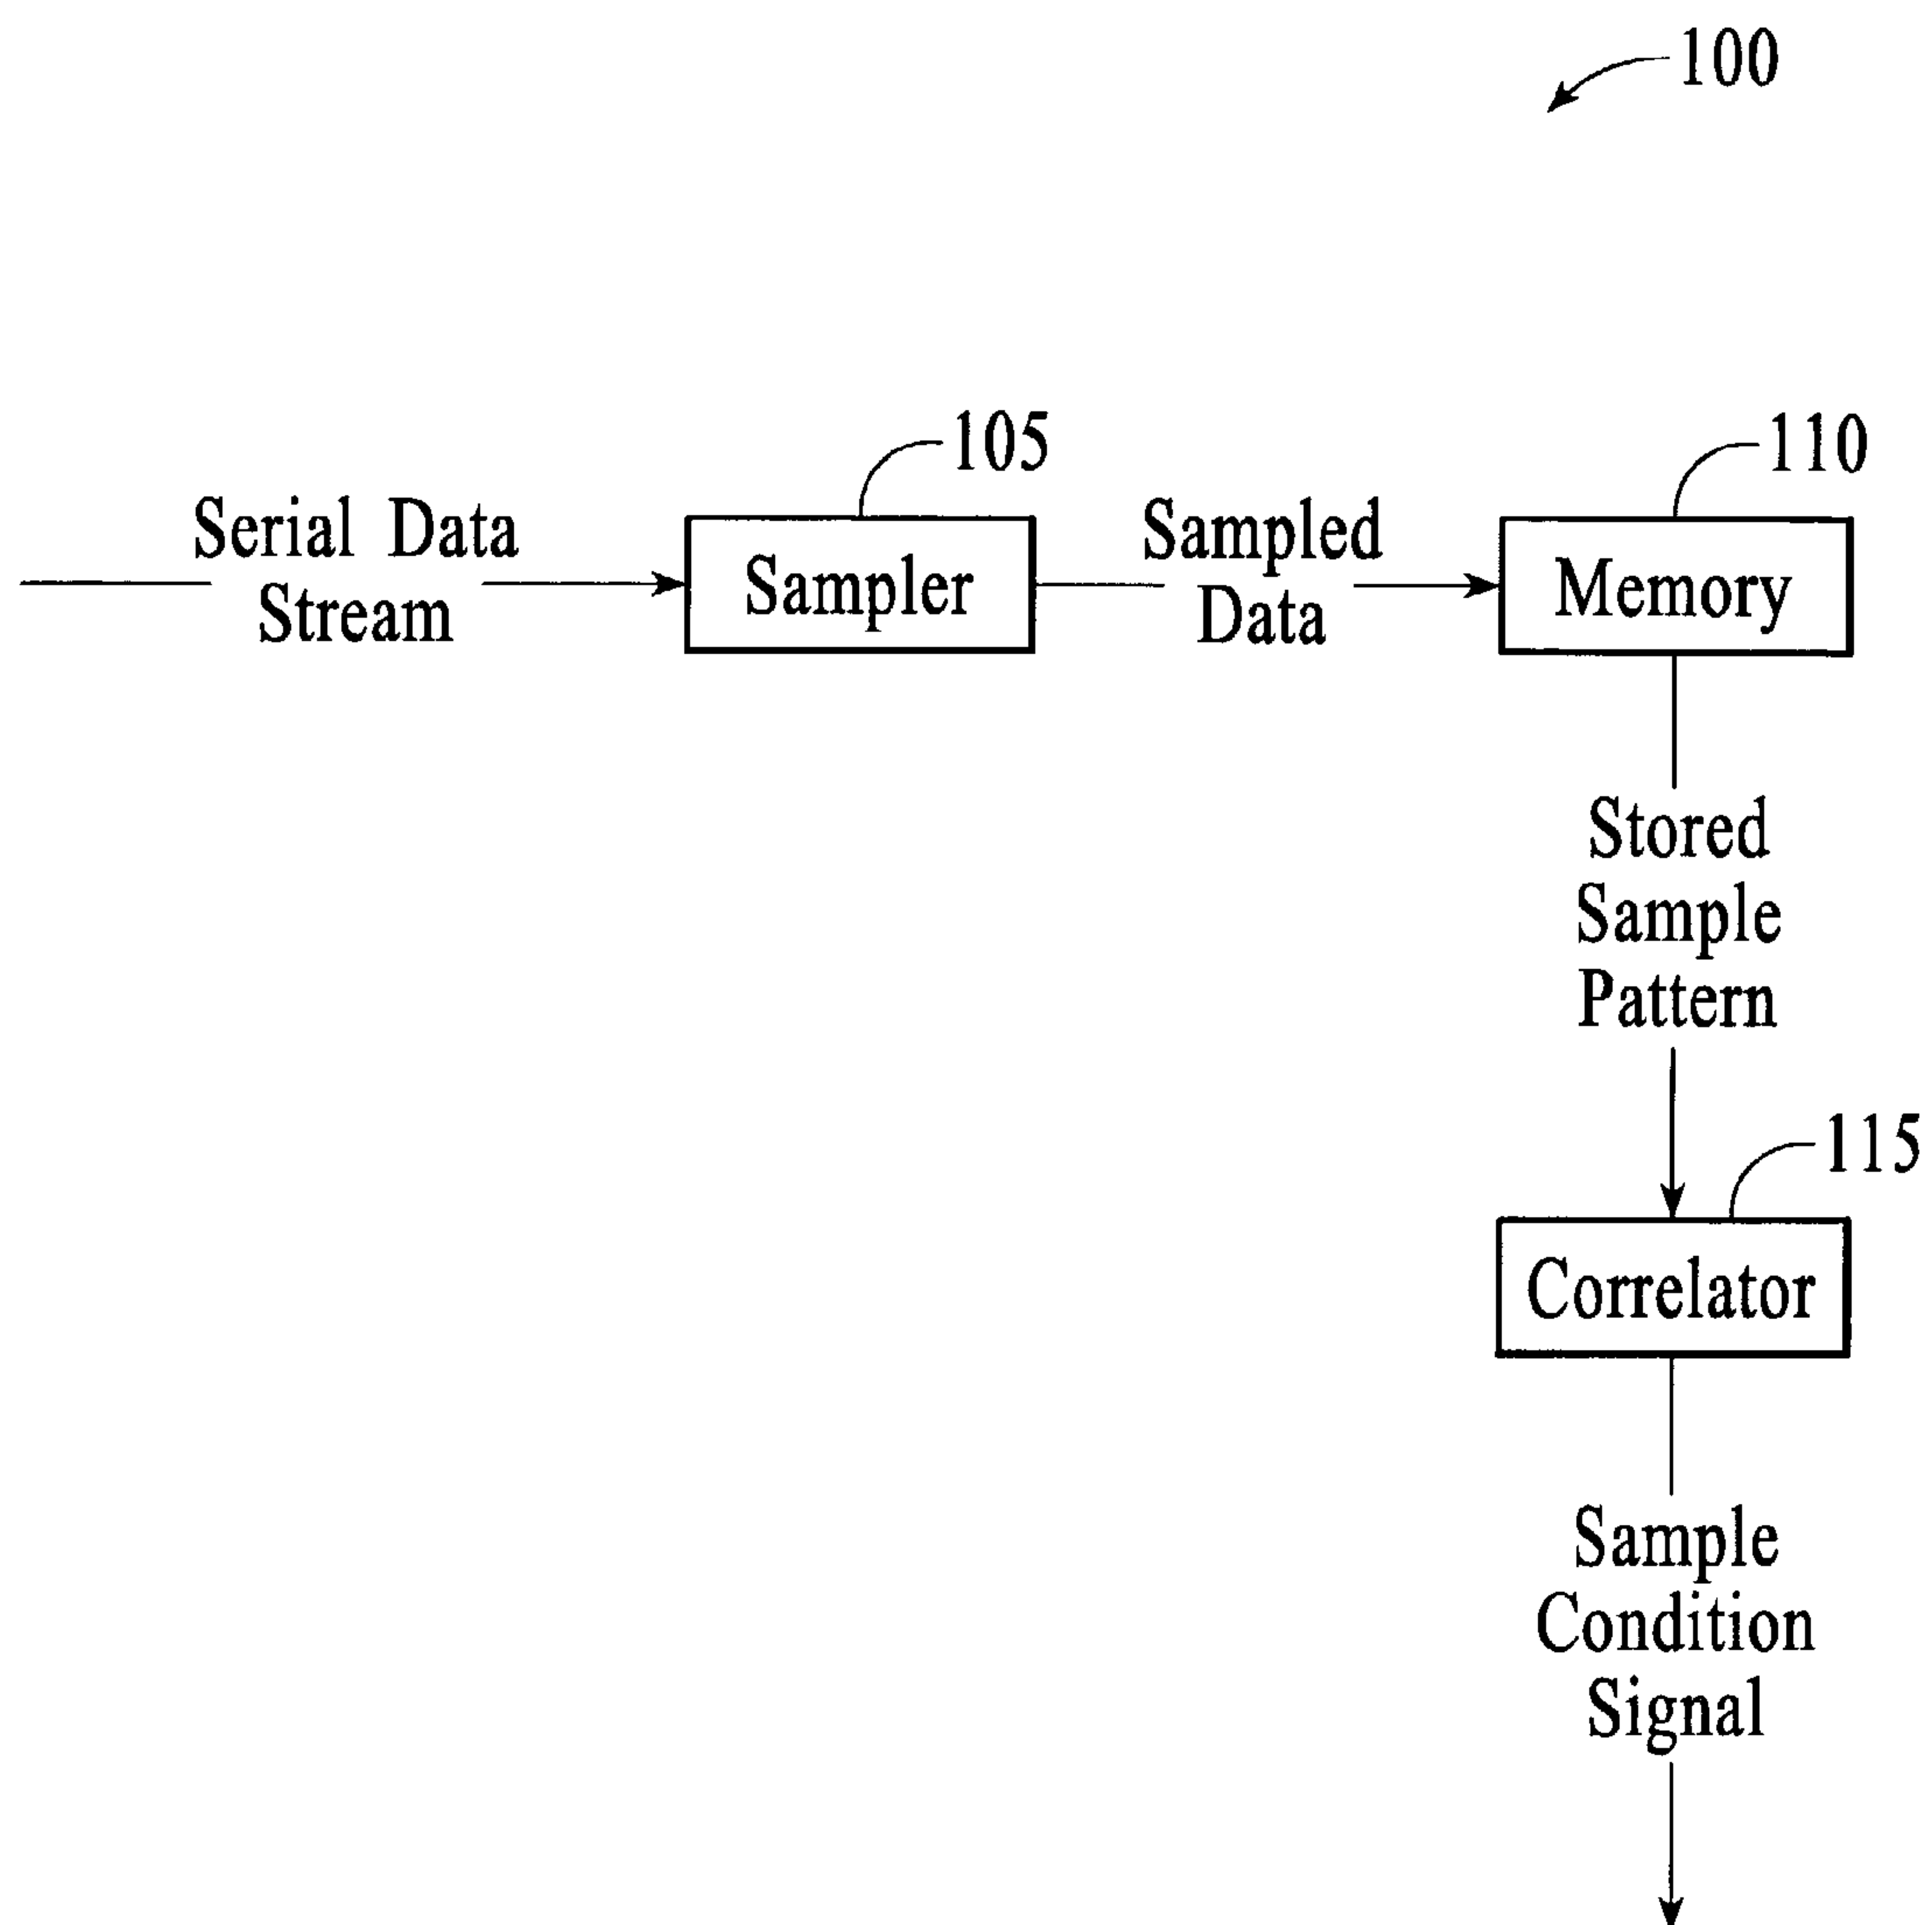 100
105
110
Serial Data
Stream
Sampler
Sampled
Data
Memory
Stored
Sample
Pattern
115
Correlator
Sample
Condition
Signal